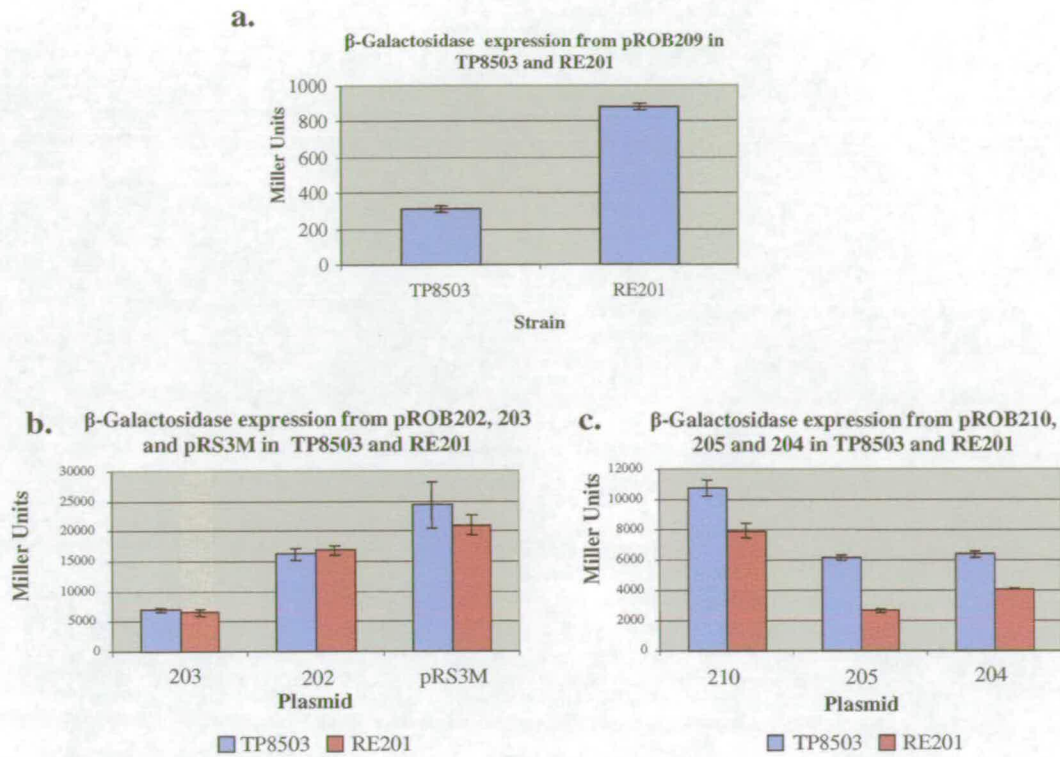 a.
β-Galactosidase expression from pROB209 in
TP8503 and RE201
Miller Units
1000
800
600
400
200
0
TP8503 RE201
Strain
b.
β-Galactosidase expression from pROB202, 203
and pRS3M in TP8503 and RE201
Miller Units
30000
25000
20000
15000
10000
5000
0
203 202 pRS3M
Plasmid
TP8503 RE201
c.
β-Galactosidase expression from pROB210,
205 and 204 in TP8503 and RE201
Miller Units
12000
10000
8000
6000
4000
2000
0
210 205 204
Plasmid
TP8503 RE201